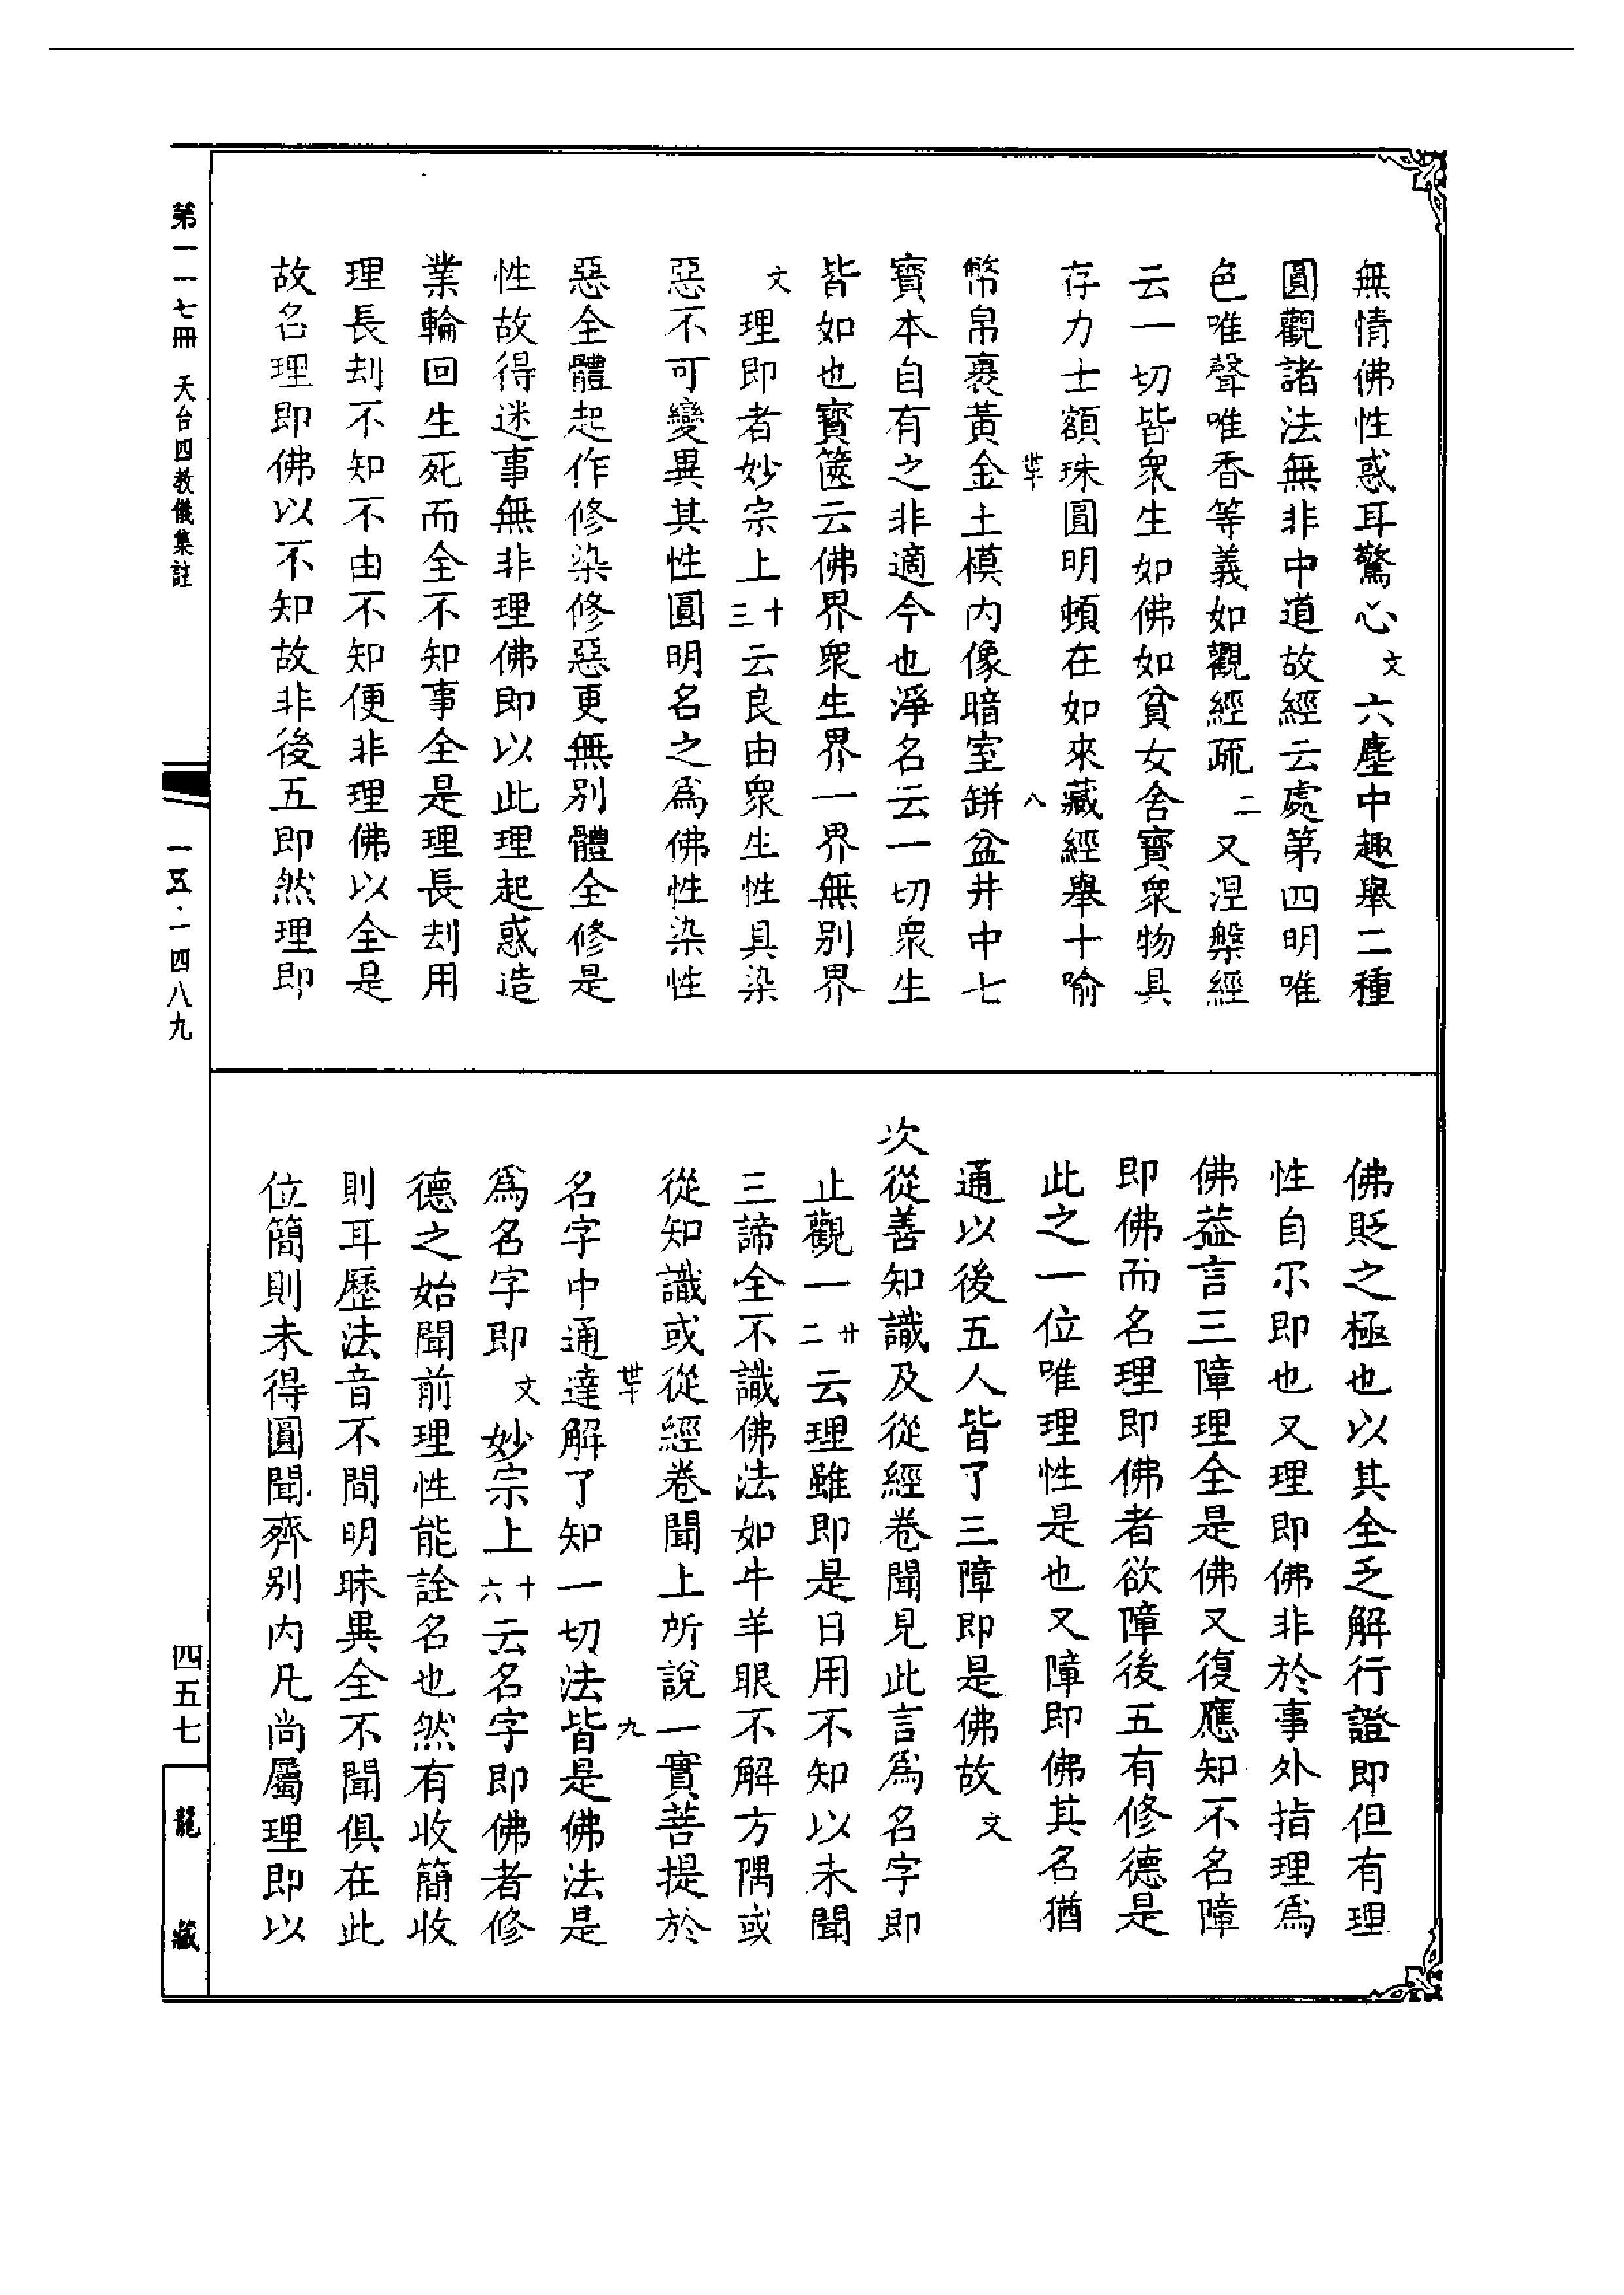 無情佛性惑耳驚心文六塵中趣舉二種
圓觀諸法無非中道故經云處第四明唯
色唯聲唯香等義如觀經疏二又涅槃經
云一切皆衆生如佛如貧女舍寶衆物具
存力士額珠圓明頓在如來藏經舉十喻
弊帛裹黃金土模內像暗室缾盆井中七
寶本自有之非適今也淨名云一切衆生
皆如也寶篋云佛界衆生界一界無別界
文理即者妙宗上十三云良由衆生性具染
惡不可變異其性圓明名之爲佛性染性
惡全體起作修染修惡更無別體全修是
性故得迷事無非理佛即以此理起惑造
業輪回生死而全不知事全是理長刦用
理長刦不知不由不知便非理佛以全是
故名理即佛以不知故非後五即然理即
佛貶之極也以其全乏解行證即但有理
性自尔即也又理即佛非於事外指理爲
佛葢言三障理全是佛又復應知不名障
即佛而名理即佛者欲障後五有修德是
此之一位唯理性是也又障即佛其名猶
通以後五人皆了三障即是佛故文
次從善知識及從經卷聞見此言爲名字即
止觀一廿二云理雖即是日用不知以未聞
三諦全不識佛法如牛羊眼不解方隅或
從知識或從經卷聞上所說一實菩提於
名字中通達解了知一切法皆是佛法是
爲名字即文妙宗上十六云名字即佛者修
德之始聞前理性能詮名也然有收簡收
則耳歷法音不間明昧異全不聞俱在此
位簡則未得圓聞齊別內凡尚屬理即以
第一一七冊 天台四教儀集註
一五·一四八九
四五七
龍藏